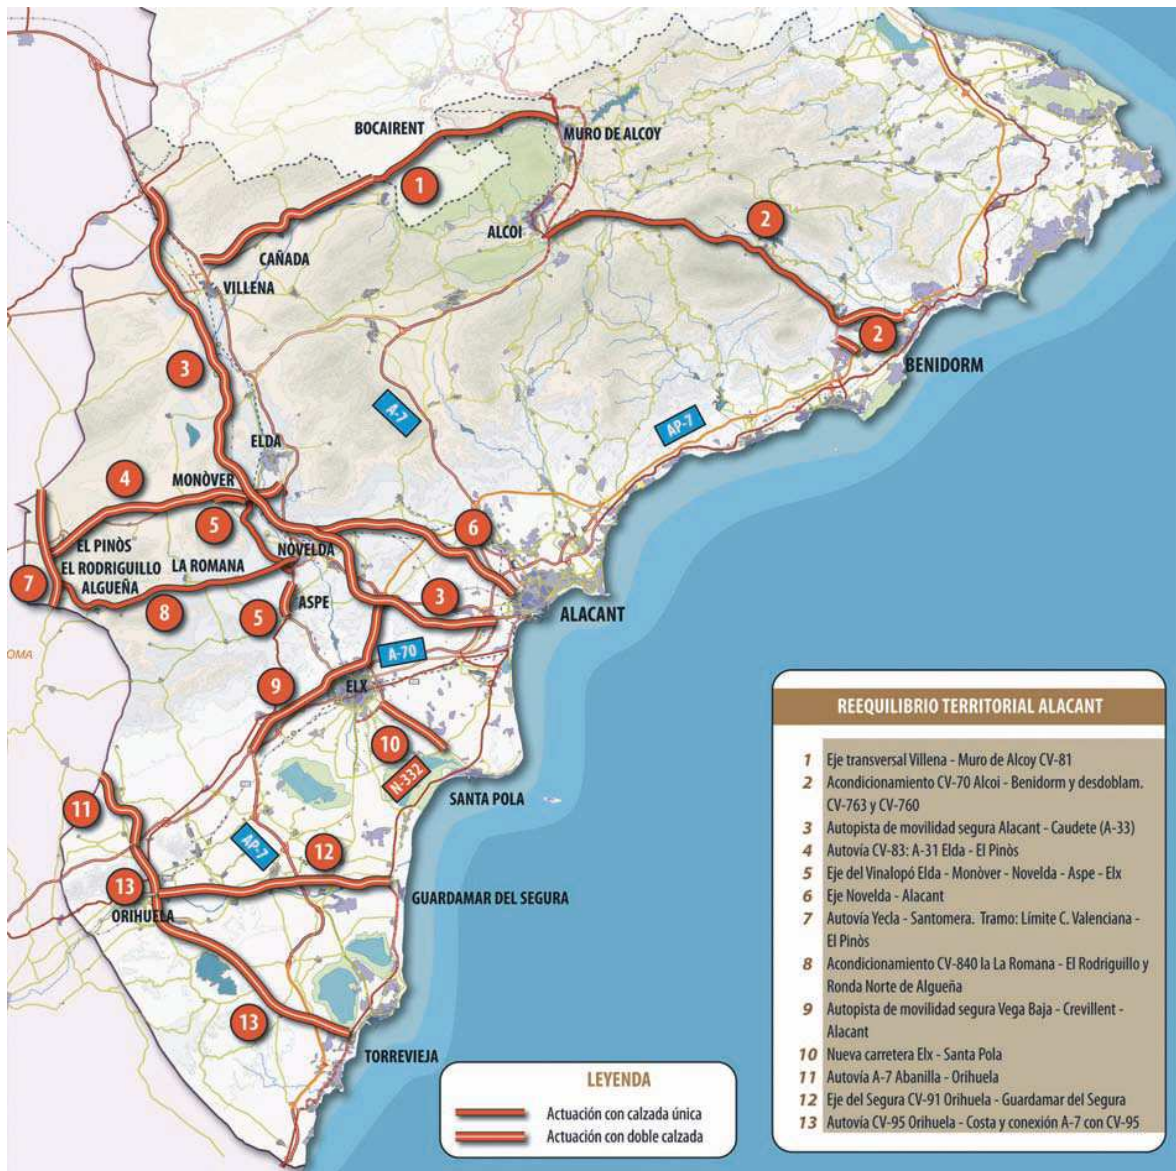 BOCAIRENT
MURO DE ALCOY
1
2
ALCOI
CAÑADA
VILLENA
2
3
BENIDORM
A-7
AP-7
ELDA
MONÒVER
4
5
6
NOVELDA
EL PINÒS
EL RODRIGUILLO
LA ROMANA
ALGUEÑA
7
8
5
ASPE
3
ALACANT
OMA
A-70
9
ELX
10
N-332
SANTA POLA
11
AP-7
12
13
ORIHUELA
GUARDAMAR DEL SEGURA
13
TORREVIEJA
REEQUILIBRIO TERRITORIAL ALACANT
1 Eje transversal Villena - Muro de Alcoy CV-81
2 Acondicionamiento CV-70 Alcoi - Benidorm y desdoblam.
CV-763 y CV-760
3 Autopista de movilidad segura Alacant - Caudete (A-33)
4 Autovía CV-83: A-31 Elda - El Pinòs
5 Eje del Vinalopó Elda - Monòver - Novelda - Aspe - Elx
6 Eje Novelda - Alacant
7 Autovía Yecla - Santomera. Tramo: Límite C. Valenciana -
El Pinòs
8 Acondicionamiento CV-840 la La Romana - El Rodriguillo y
Ronda Norte de Algueña
9 Autopista de movilidad segura Vega Baja - Crevillent -
Alacant
10 Nueva carretera Elx - Santa Pola
11 Autovía A-7 Abanilla - Orihuela
12 Eje del Segura CV-91 Orihuela - Guardamar del Segura
13 Autovía CV-95 Orihuela - Costa y conexión A-7 con CV-95
LEYENDA
Actuación con calzada única
Actuación con doble calzada